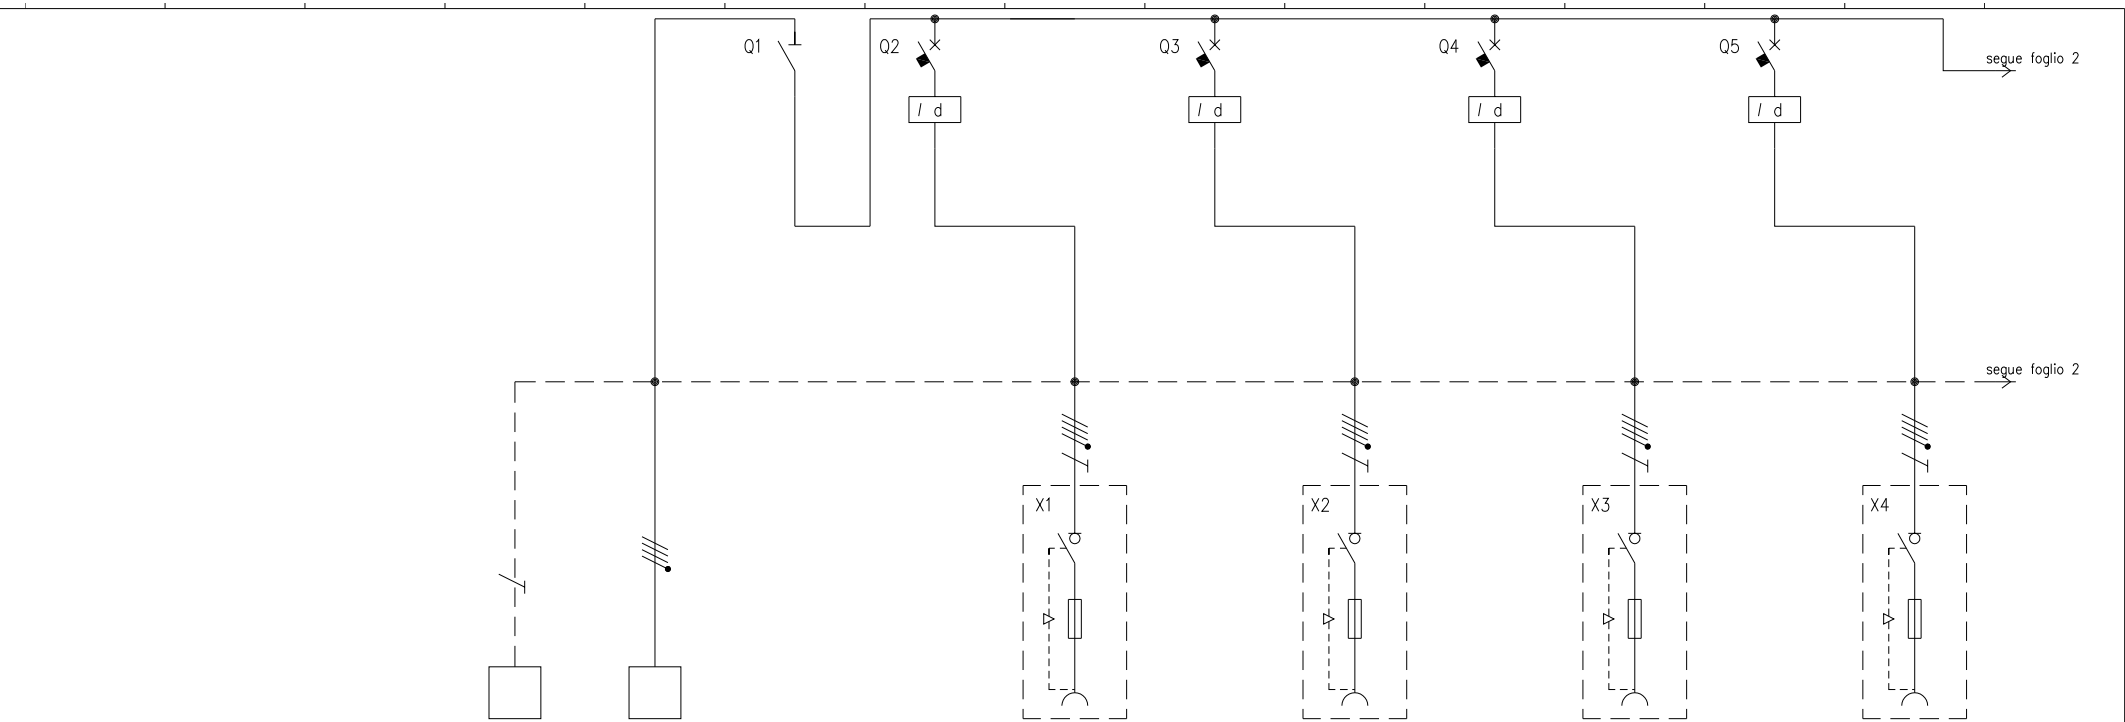 Q1
Q2
Q3
Q4
Q5
segue foglio 2
I d
I d
I d
I d
segue foglio 2
X1
X2
X3
X4